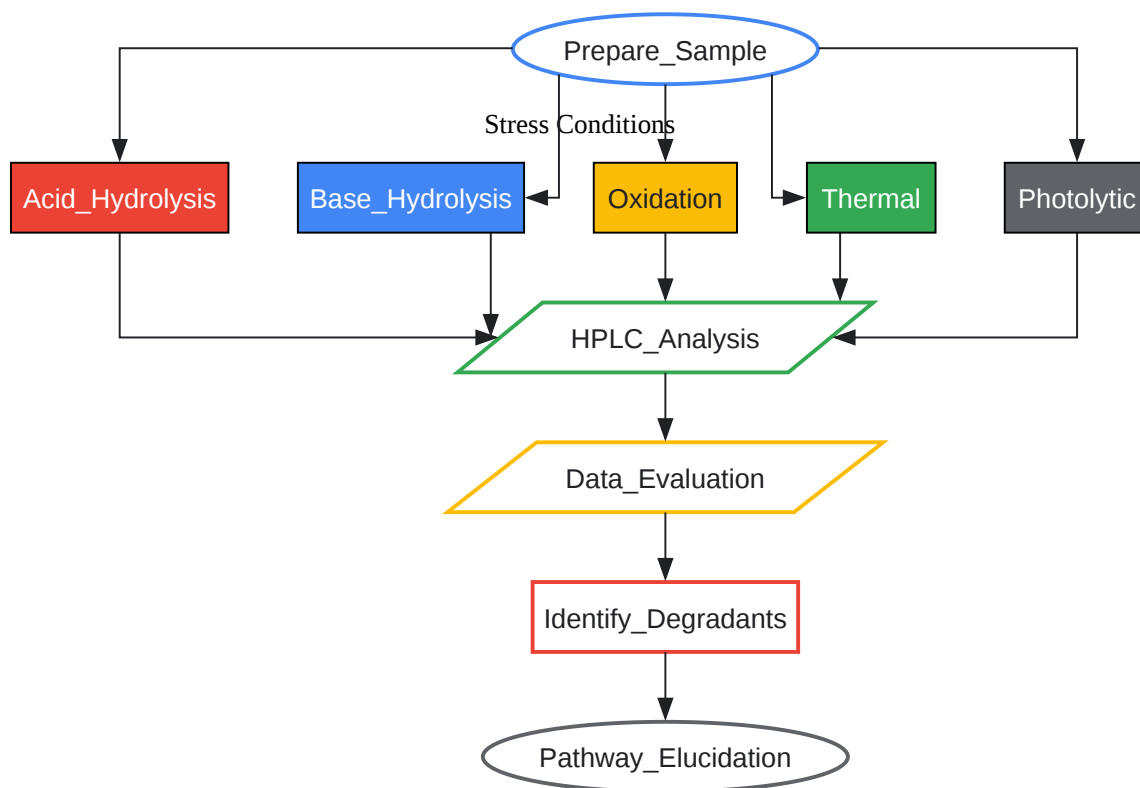 Prepare_Sample
Stress Conditions
Acid_Hydrolysis
Base_Hydrolysis
Oxidation
Thermal
Photolytic
HPLC_Analysis
Data_Evaluation
Identify_Degradants
Pathway_Elucidation